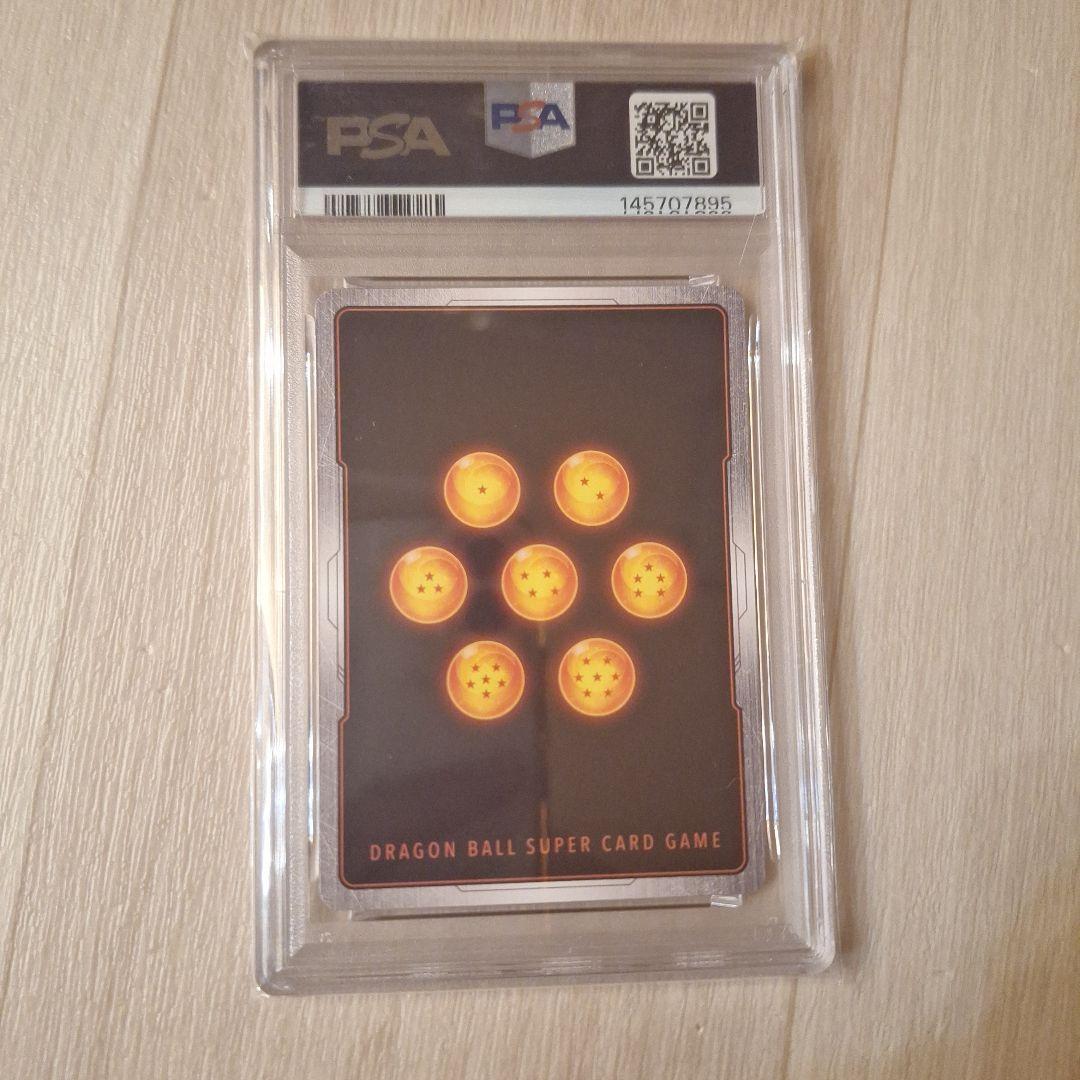 PSA
PSA
145707895
DRAGON BALL SUPER CARD GAME